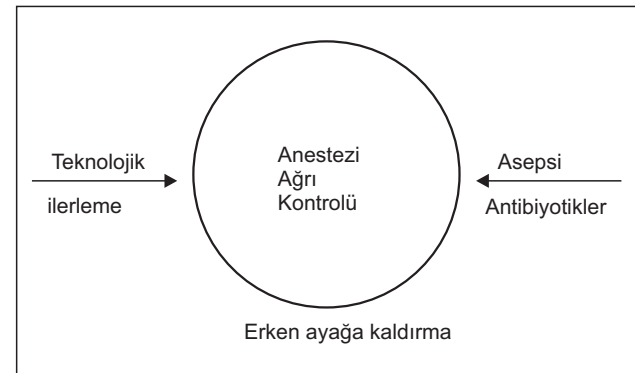 Teknolojik
ilerleme
Anestezi
Ağrı
Kontrolü
Asepsi
Antibiyotikler
Erken ayağa kaldırma